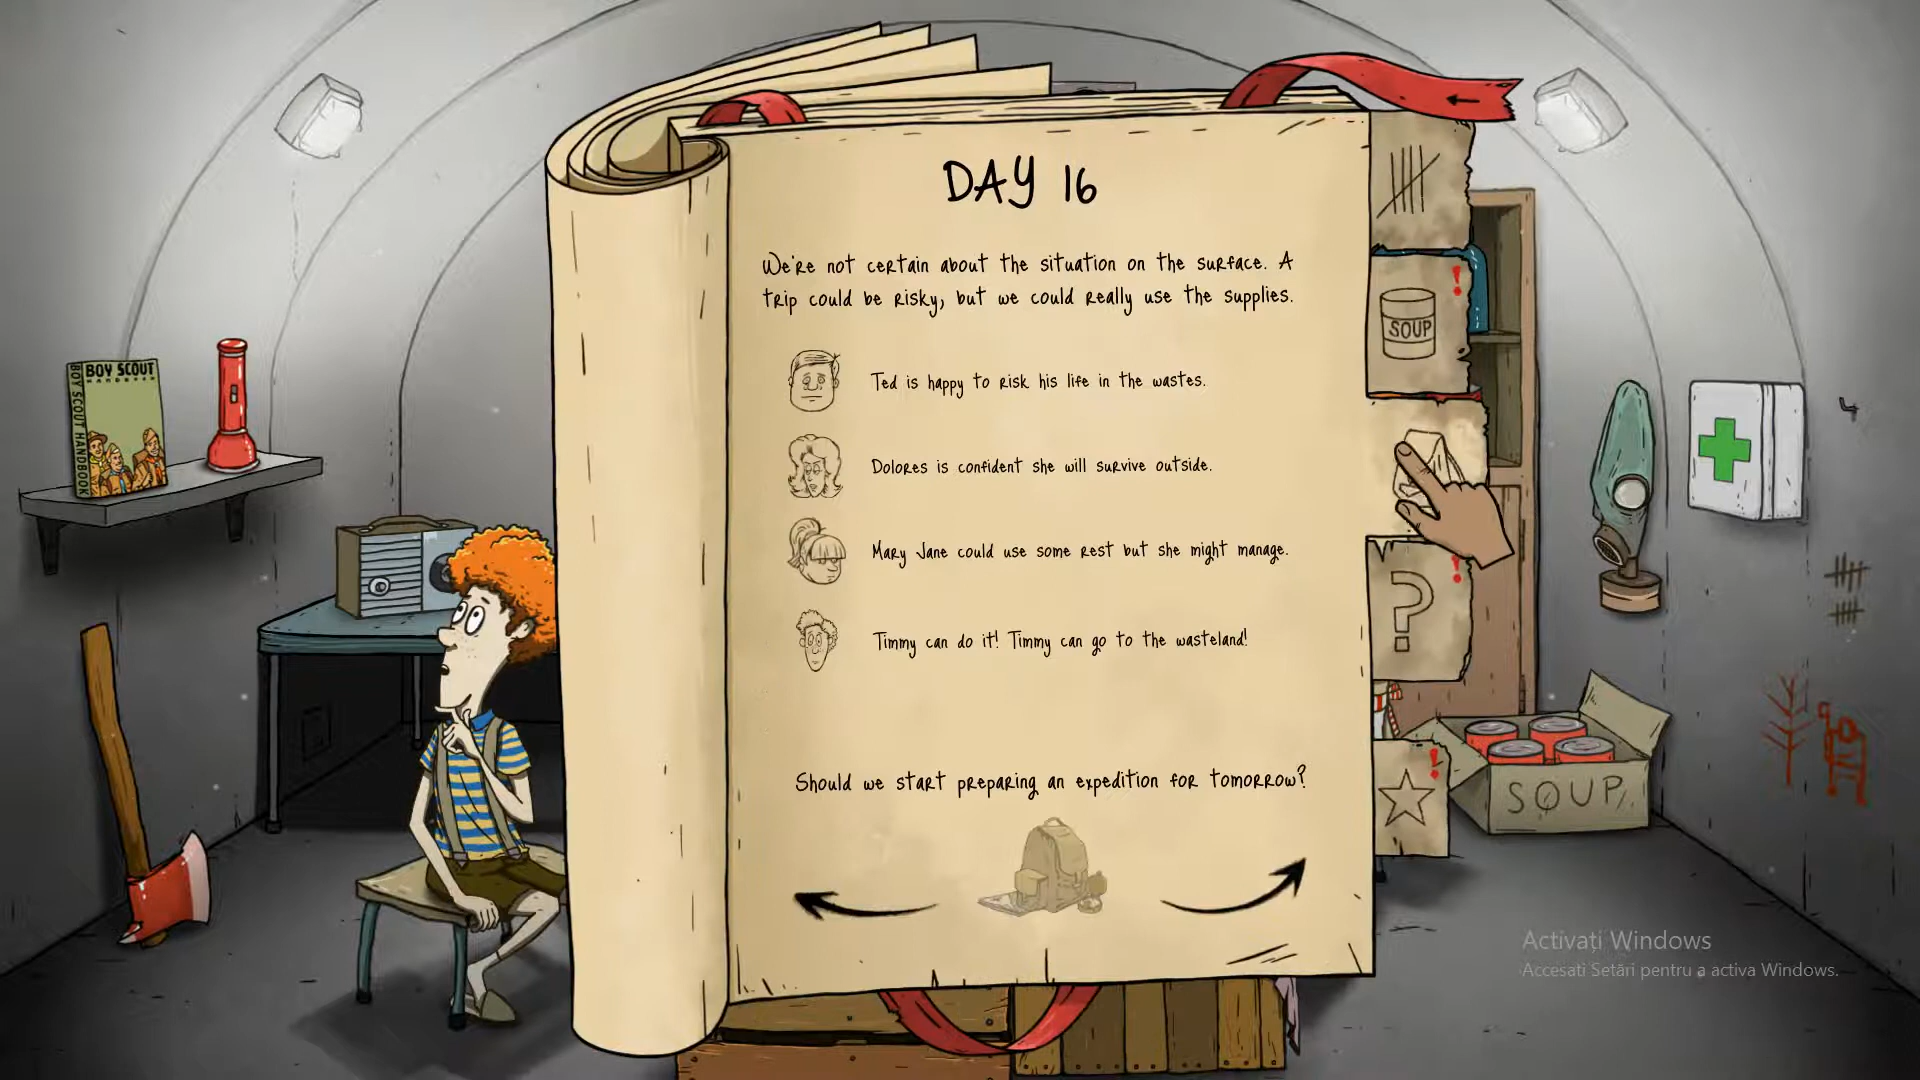 DAY 16
We're not certain about the situation on the surface. A
trip could be risky, but we could really use the supplies.
Ted is happy to risk his life in the wastes.
Dolores is confident she will survive outside.
Mary Jane could use some rest but she might manage.
Timmy can do it! Timmy can go to the wasteland!
Should we start preparing an expedition for tomorrow?
BOY SCOUT
HANDBOOK
BOY SCOUT HANDBOOK
!
SOUP
!
?
!
SOUP
Activați Windows
Accesați Setări pentru a activa Windows.